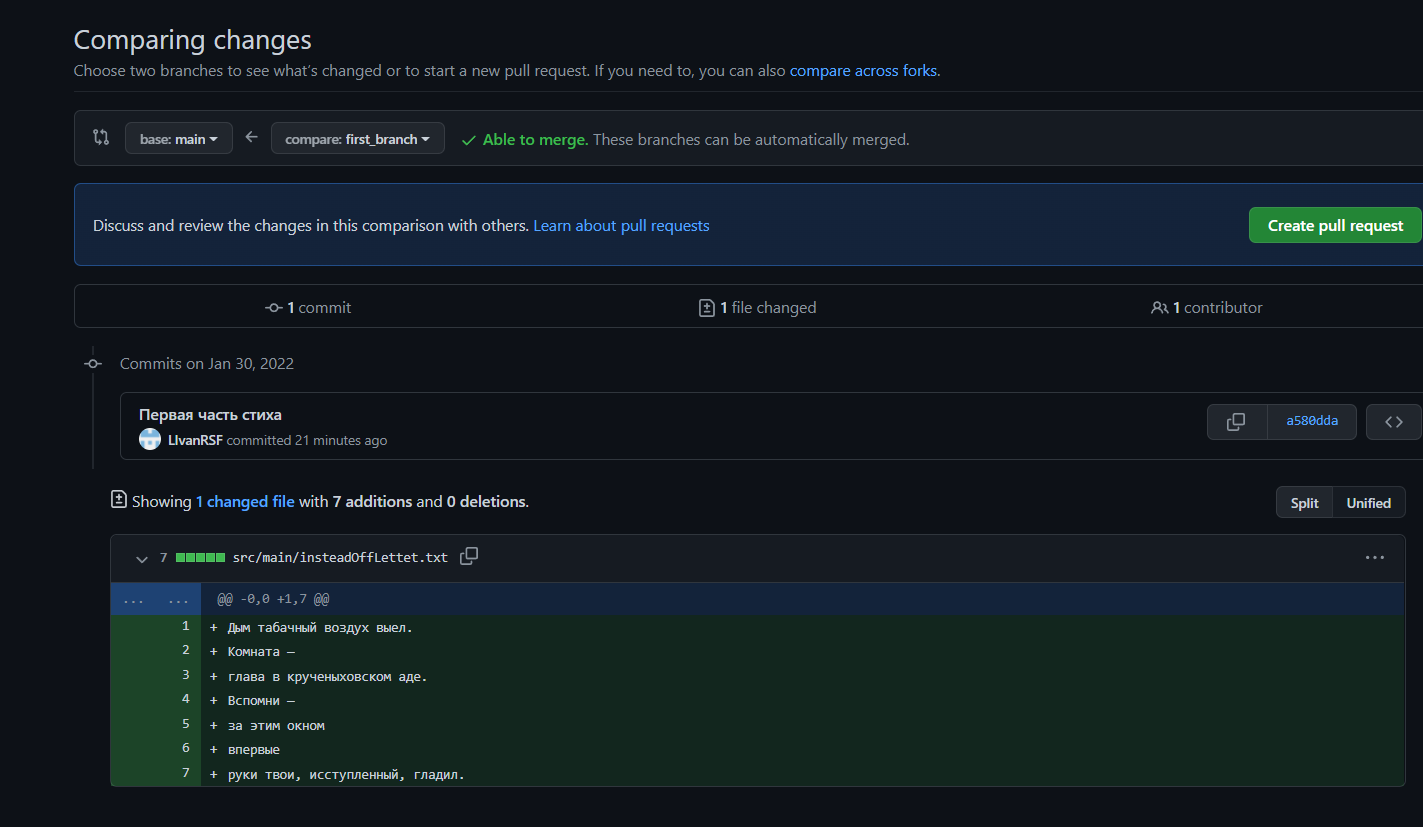 Comparing changes
Choose two branches to see what's changed or to start a new pull request. If you need to, you can also compare across forks.
base: main compare: first_branch Able to merge. These branches can be automatically merged.
Discuss and review the changes in this comparison with others. Learn about pull requests Create pull request
1 commit 1 file changed 1 contributor
Commits on Jan 30, 2022
Первая часть стиха
LIvanRSF committed 21 minutes ago a580dda
Showing 1 changed file with 7 additions and 0 deletions. Split Unified
7 src/main/insteadOffLettet.txt
... ... @@ -0,0 +1,7 @@
1 + Дым табачный воздух выел.
2 + Комната —
3 + глава в крученыховском аде.
4 + Вспомни —
5 + за этим окном
6 + впервые
7 + руки твои, исступленный, гладил.